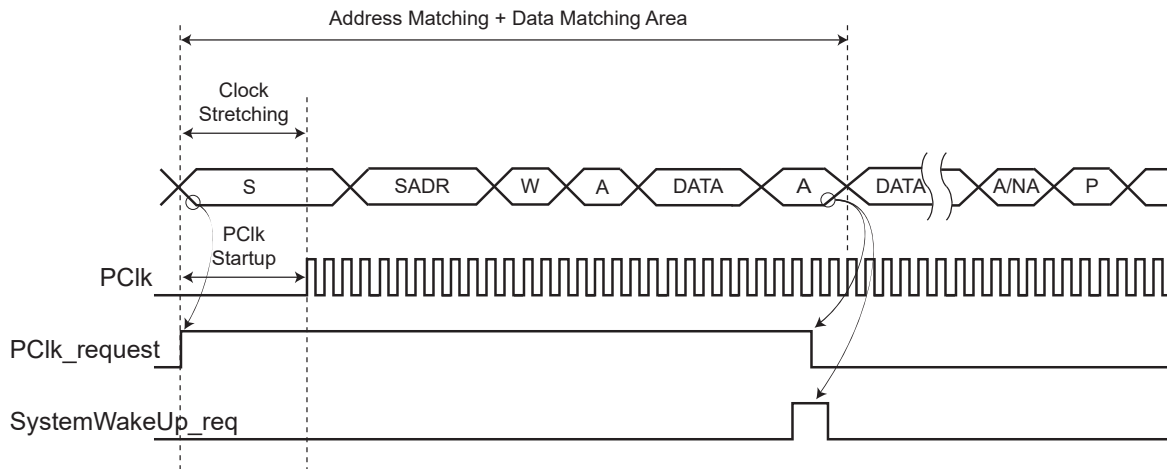 Address Matching + Data Matching Area
Clock
Stretching
S
SADR
W
A
DATA
A
DATA
A/NA
P
PClk
Startup
PClk
PClk_request
SystemWakeUp_req